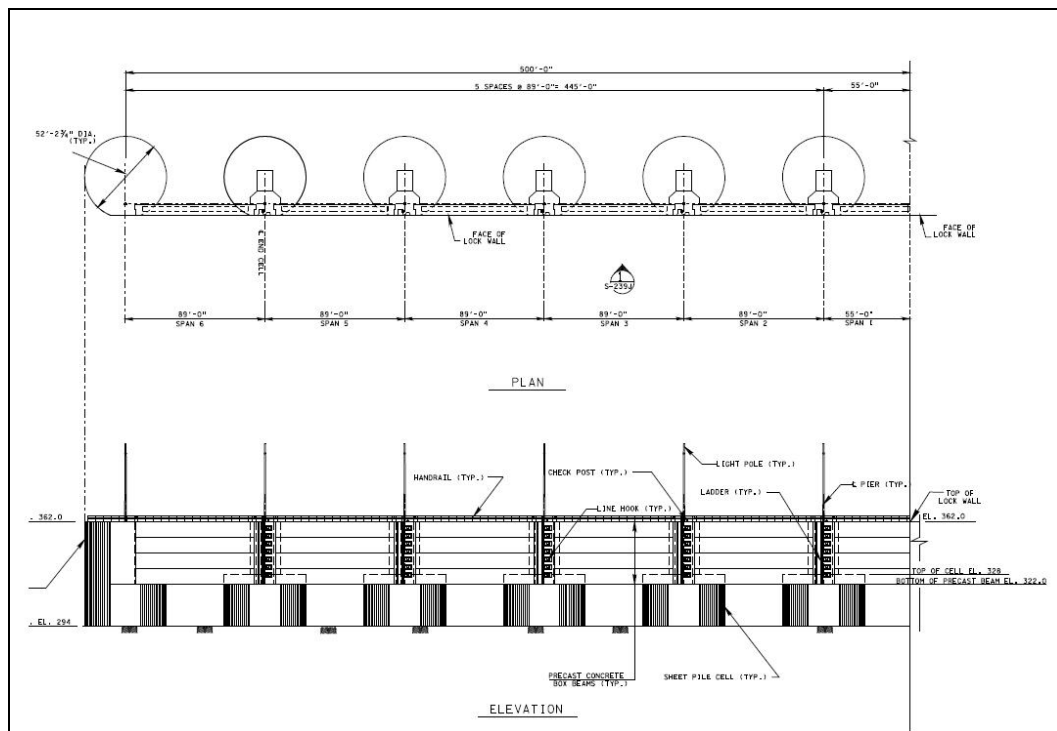 500'-0"
5 SPACES @ 89'-0"= 445'-0"
55'-0"
52'-2¾" DIA.
(TYP.)
FACE OF
LOCK WALL
FACE OF
LOCK WALL
℄ END CELL
1
S-239J
89'-0"
SPAN 6
89'-0"
SPAN 5
89'-0"
SPAN 4
89'-0"
SPAN 3
89'-0"
SPAN 2
55'-0"
SPAN 1
PLAN
HANDRAIL (TYP.)
CHECK POST (TYP.)
LIGHT POLE (TYP.)
LINE HOOK (TYP.)
LADDER (TYP.)
℄ PIER (TYP.)
TOP OF
LOCK WALL
. 362.0
EL. 362.0
TOP OF CELL EL. 328
BOTTOM OF PRECAST BEAM EL. 322.0
. EL. 294
PRECAST CONCRETE
BOX BEAMS (TYP.)
SHEET PILE CELL (TYP.)
ELEVATION